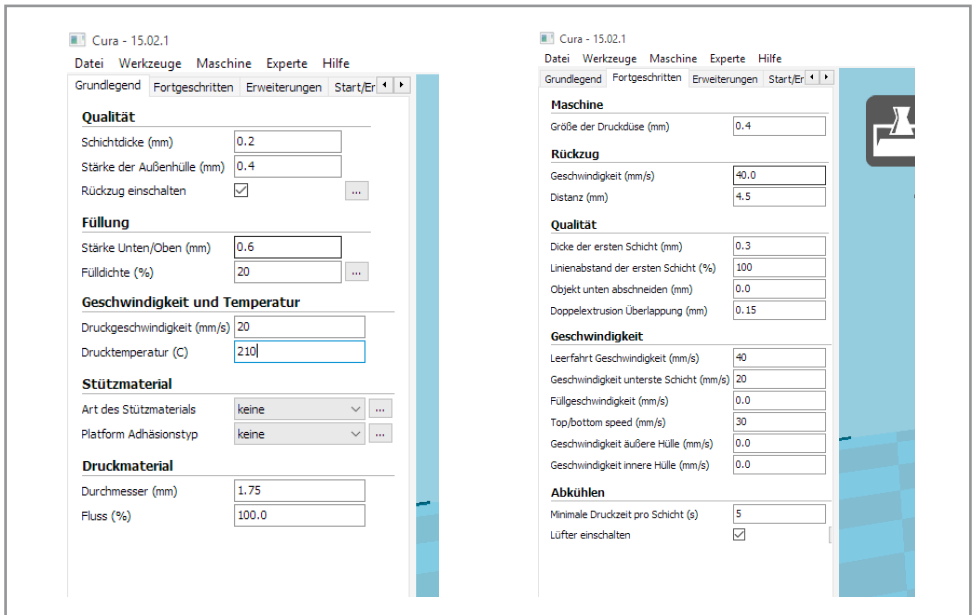 Cura - 15.02.1
Datei Werkzeuge Maschine Experte Hilfe
Grundlegend Fortgeschritten Erweiterungen Start/Er
Qualität
Schichtdicke (mm) 0.2
Stärke der Außenhülle (mm) 0.4
Rückzug einschalten ...
Füllung
Stärke Unten/Oben (mm) 0.6
Fülldichte (%) 20 ...
Geschwindigkeit und Temperatur
Druckgeschwindigkeit (mm/s) 20
Drucktemperatur (C) 210
Stützmaterial
Art des Stützmaterials keine ...
Platform Adhäsionstyp keine ...
Druckmaterial
Durchmesser (mm) 1.75
Fluss (%) 100.0
Cura - 15.02.1
Datei Werkzeuge Maschine Experte Hilfe
Grundlegend Fortgeschritten Erweiterungen Start/Er
Maschine
Größe der Druckdüse (mm) 0.4
Rückzug
Geschwindigkeit (mm/s) 40.0
Distanz (mm) 4.5
Qualität
Dicke der ersten Schicht (mm) 0.3
Linienabstand der ersten Schicht (%) 100
Objekt unten abschneiden (mm) 0.0
Doppelextrusion Überlappung (mm) 0.15
Geschwindigkeit
Leerfahrt Geschwindigkeit (mm/s) 40
Geschwindigkeit unterste Schicht (mm/s) 20
Füllgeschwindigkeit (mm/s) 0.0
Top/bottom speed (mm/s) 30
Geschwindigkeit äußere Hülle (mm/s) 0.0
Geschwindigkeit innere Hülle (mm/s) 0.0
Abkühlen
Minimale Druckzeit pro Schicht (s) 5
Lüfter einschalten